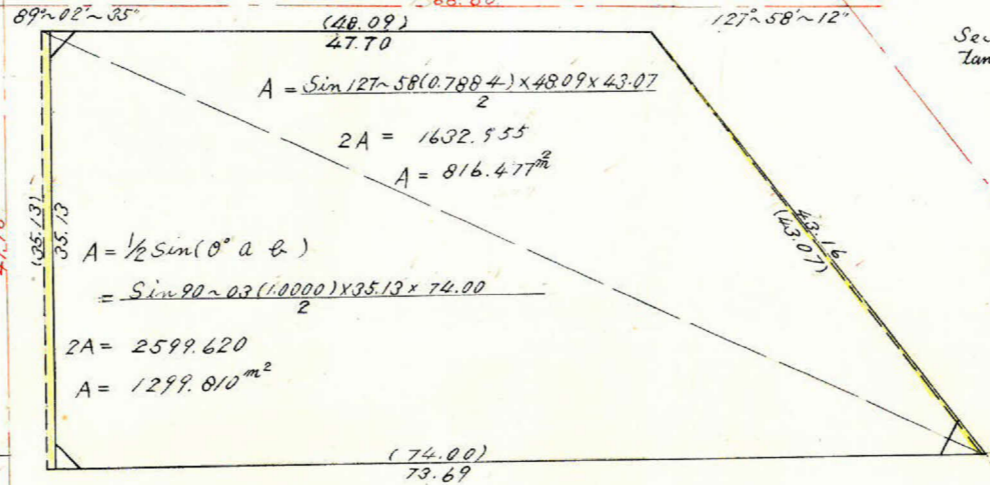 89°~02'~35"
(48.09)
47.70
127°~58'~12"
A = Sin 127~58(0.7884)×48.09×43.07
2
2A = 1632.955
A = 816.477m²
(35.13)
35.13
43.16
(43.07)
A = ½ Sin(θ° a b)
= Sin 90~03(1.0000)×35.13×74.00
2
2A = 2599.620
A = 1299.810m²
(74.00)
73.69